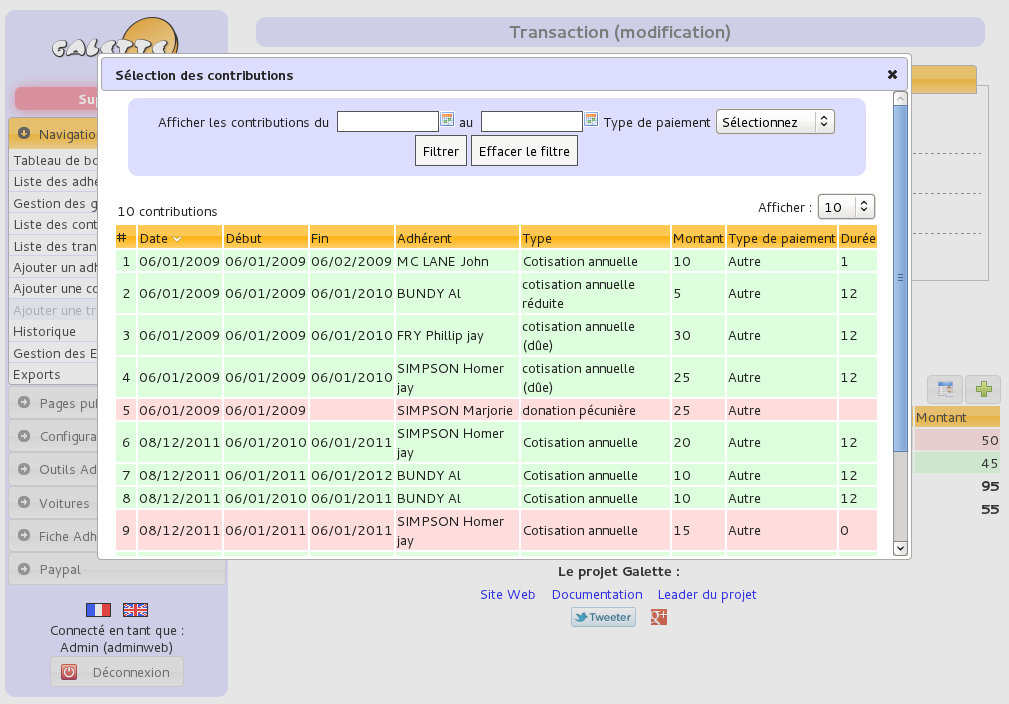 GALETTE
Transaction (modification)
Sélection des contributions
Afficher les contributions du au Type de paiement Sélectionnez
Filtrer Effacer le filtre
10 contributions
Afficher : 10
# Date Début Fin Adhérent Type Montant Type de paiement Durée
1 06/01/2009 06/01/2009 06/02/2009 MC LANE John Cotisation annuelle 10 Autre 1
2 06/01/2009 06/01/2009 06/01/2010 BUNDY Al cotisation annuelle réduite 5 Autre 12
3 06/01/2009 06/01/2009 06/01/2010 FRY Phillip jay cotisation annuelle (dûe) 30 Autre 12
4 06/01/2009 06/01/2009 06/01/2010 SIMPSON Homer jay cotisation annuelle (dûe) 25 Autre 12
5 06/01/2009 06/01/2009 SIMPSON Marjorie donation pécunière 25 Autre
6 08/12/2011 06/01/2010 06/01/2011 SIMPSON Homer jay Cotisation annuelle 20 Autre 12
7 08/12/2011 06/01/2011 06/01/2012 BUNDY Al Cotisation annuelle 10 Autre 12
8 08/12/2011 06/01/2010 06/01/2011 BUNDY Al Cotisation annuelle 10 Autre 12
9 08/12/2011 06/01/2011 06/01/2011 SIMPSON Homer jay Cotisation annuelle 15 Autre 0
Su
Navigatio
Tableau de bo
Liste des adhé
Gestion des g
Liste des cont
Liste des tran
Ajouter un adh
Ajouter une co
Ajouter une tr
Historique
Gestion des E
Exports
Pages pu
Configura
Outils Ad
Voitures
Fiche Adh
Paypal
Connecté en tant que :
Admin (adminweb)
Déconnexion
Montant
50
45
95
55
Le projet Galette :
Site Web Documentation Leader du projet
Tweeter